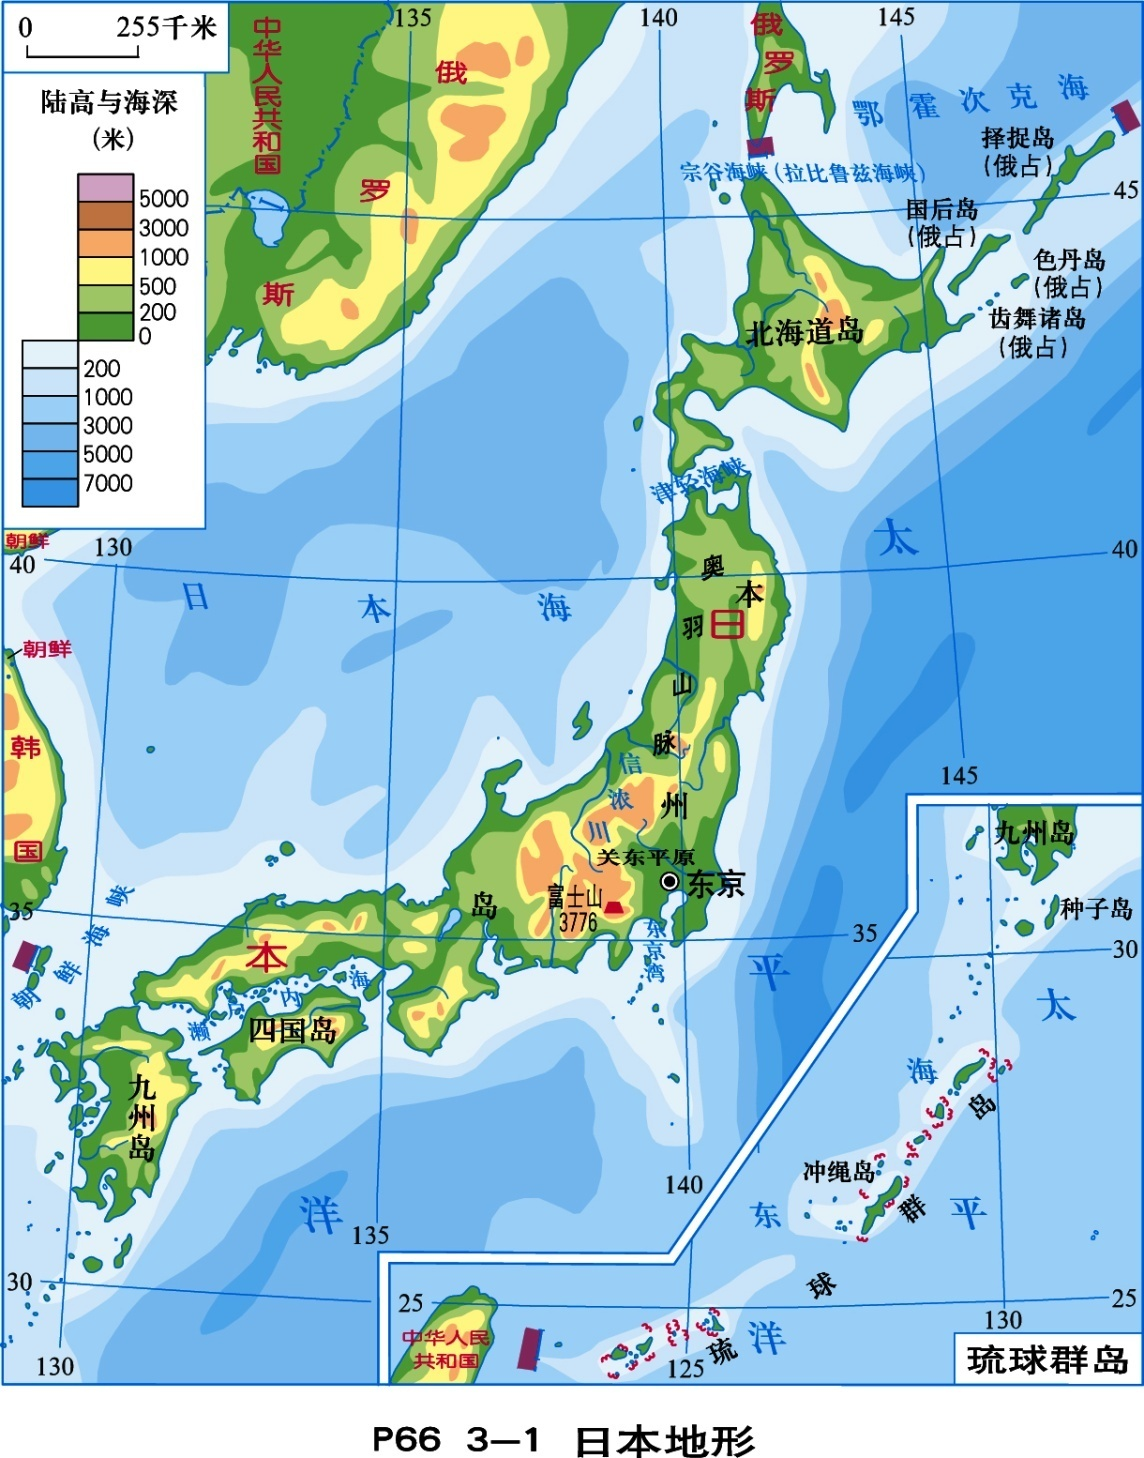 0 255千米
陆高与海深
(米)
5000
3000
1000
500
200
0
200
1000
3000
5000
7000
135
140
145
中华人民共和国
俄
罗
斯
俄
罗
斯
鄂霍次克海
择捉岛
(俄占)
宗谷海峡(拉比鲁兹海峡)
45
国后岛
(俄占)
色丹岛
(俄占)
齿舞诸岛
(俄占)
北海道岛
津轻海峡
朝鲜
40
130
40
日本海
太
奥羽山脉
本
日
朝鲜
韩
国
信浓川
州
145
关东平原
东京
富士山
3776
岛
东京湾
35
35
平
朝鲜海峡
本
濑户内海
四国岛
九州岛
洋
135
140
30
130
九州岛
种子岛
30
太
海
岛
冲绳岛
群
东
平
球
25
25
130
中华人民
共和国
125
琉
洋
琉球群岛
P66 3—1 日本地形